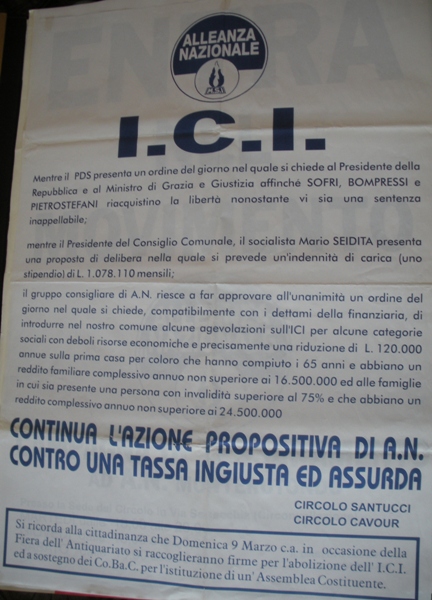 ALLEANZA
NAZIONALE
M.S.I.
I.C.I.
Mentre il PDS presenta un ordine del giorno nel quale si chiede al Presidente della
Repubblica e al Ministro di Grazia e Giustizia affinché SOFRI, BOMPRESSI e
PIETROSTEFANI riacquistino la libertà nonostante vi sia una sentenza
inappellabile;
mentre il Presidente del Consiglio Comunale, il socialista Mario SEIDITA presenta
una proposta di delibera nella quale si prevede un'indennità di carica (uno
stipendio) di L. 1.078.110 mensili;
il gruppo consigliare di A.N. riesce a far approvare all'unanimità un ordine del
giorno nel quale si chiede, compatibilmente con i dettami della finanziaria, di
introdurre nel nostro comune alcune agevolazioni sull'ICI per alcune categorie
sociali con deboli risorse economiche e precisamente una riduzione di L. 120.000
annue sulla prima casa per coloro che hanno compiuto i 65 anni e abbiano un
reddito familiare complessivo annuo non superiore ai 16.500.000 ed alle famiglie
in cui sia presente una persona con invalidità superiore al 75% e che abbiano un
reddito complessivo annuo non superiore ai 24.500.000
CONTINUA L'AZIONE PROPOSITIVA DI A.N.
CONTRO UNA TASSA INGIUSTA ED ASSURDA
CIRCOLO SANTUCCI
CIRCOLO CAVOUR
Si ricorda alla cittadinanza che Domenica 9 Marzo c.a. in occasione della
Fiera dell' Antiquariato si raccoglieranno firme per l'abolizione dell' I.C.I.
ed a sostegno dei Co.Ba.C. per l'istituzione di un' Assemblea Costituente.